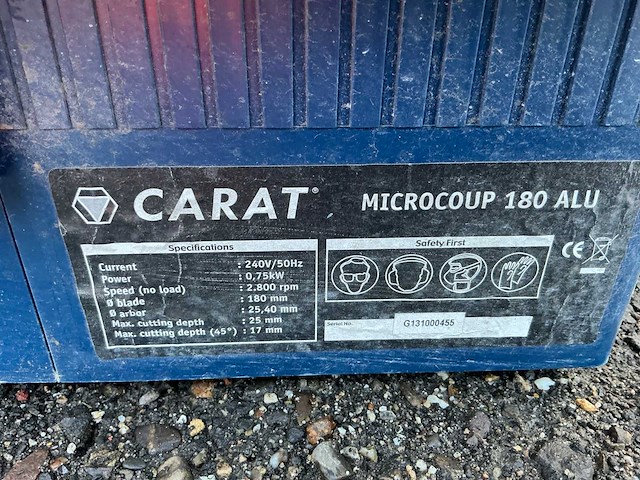 CARAT® MICROCOUP 180 ALU
Specifications
Current : 240V/50Hz
Power : 0,75kW
Speed (no load) : 2.800 rpm
Ø blade : 180 mm
Ø arbor : 25,40 mm
Max. cutting depth : 25 mm
Max. cutting depth (45°) : 17 mm
Safety First
CE
Serial No. G131000455